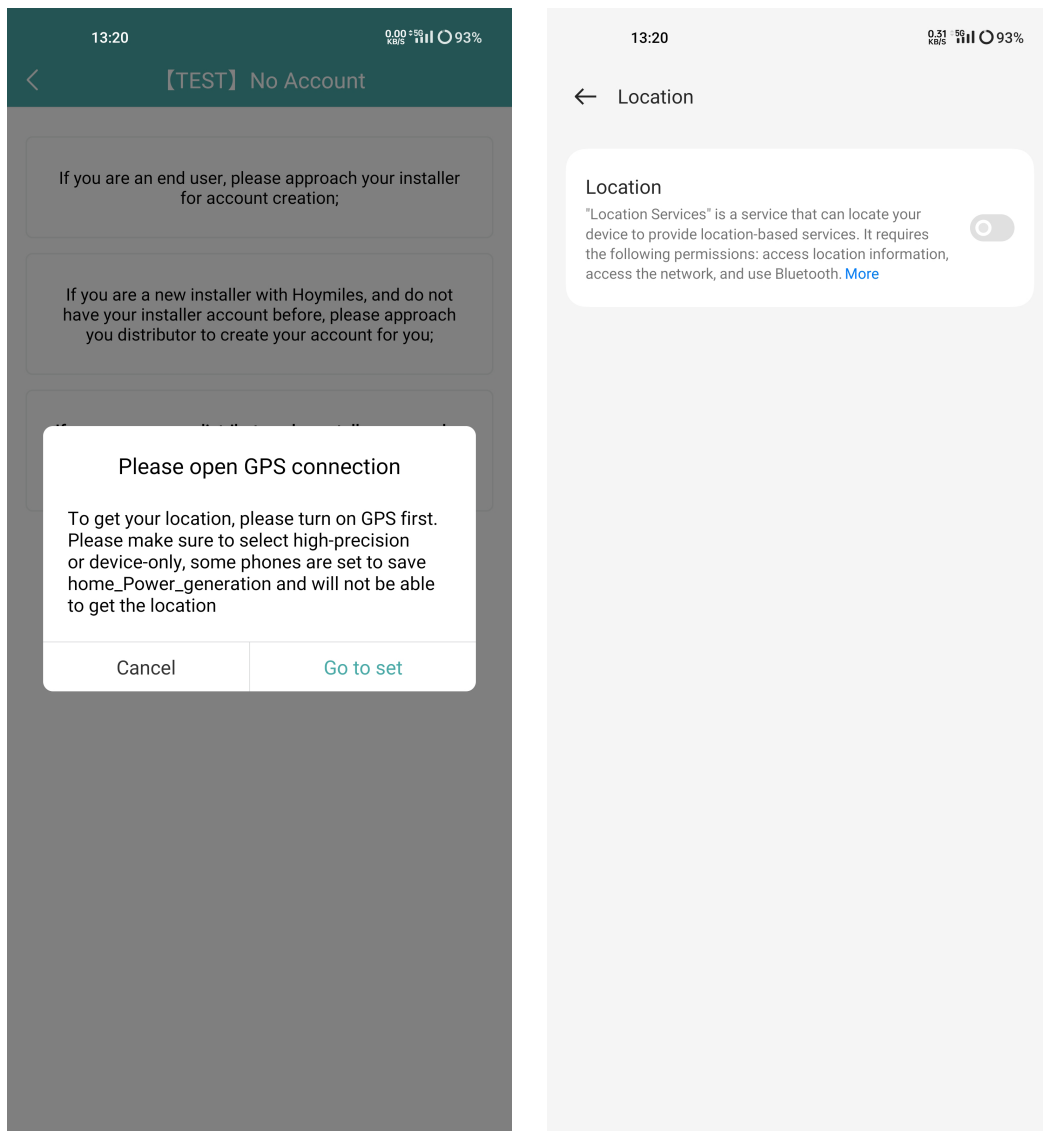 13:20
0.00 KB/S 5G 93%
【TEST】No Account
If you are an end user, please approach your installer
for account creation;
If you are a new installer with Hoymiles, and do not
have your installer account before, please approach
you distributor to create your account for you;
Please open GPS connection
To get your location, please turn on GPS first.
Please make sure to select high-precision
or device-only, some phones are set to save
home_Power_generation and will not be able
to get the location
Cancel
Go to set
13:20
0.31 KB/S 5G 93%
Location
Location
"Location Services" is a service that can locate your
device to provide location-based services. It requires
the following permissions: access location information,
access the network, and use Bluetooth. More